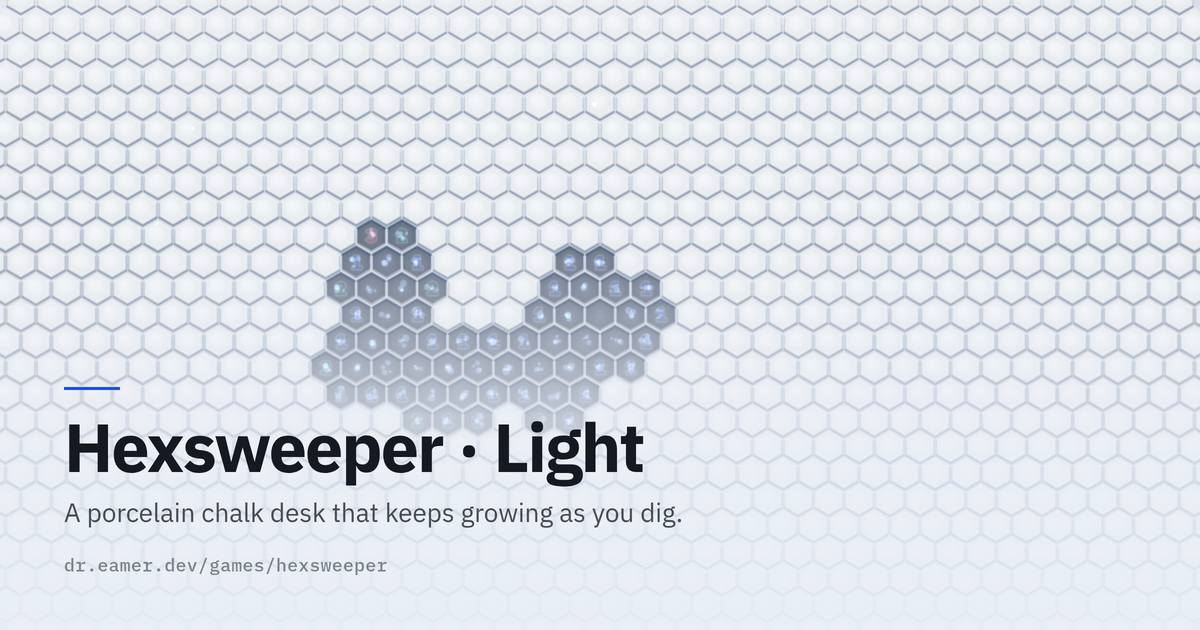 Hexsweeper · Light
A porcelain chalk desk that keeps growing as you dig.
dr.eamer.dev/games/hexsweeper